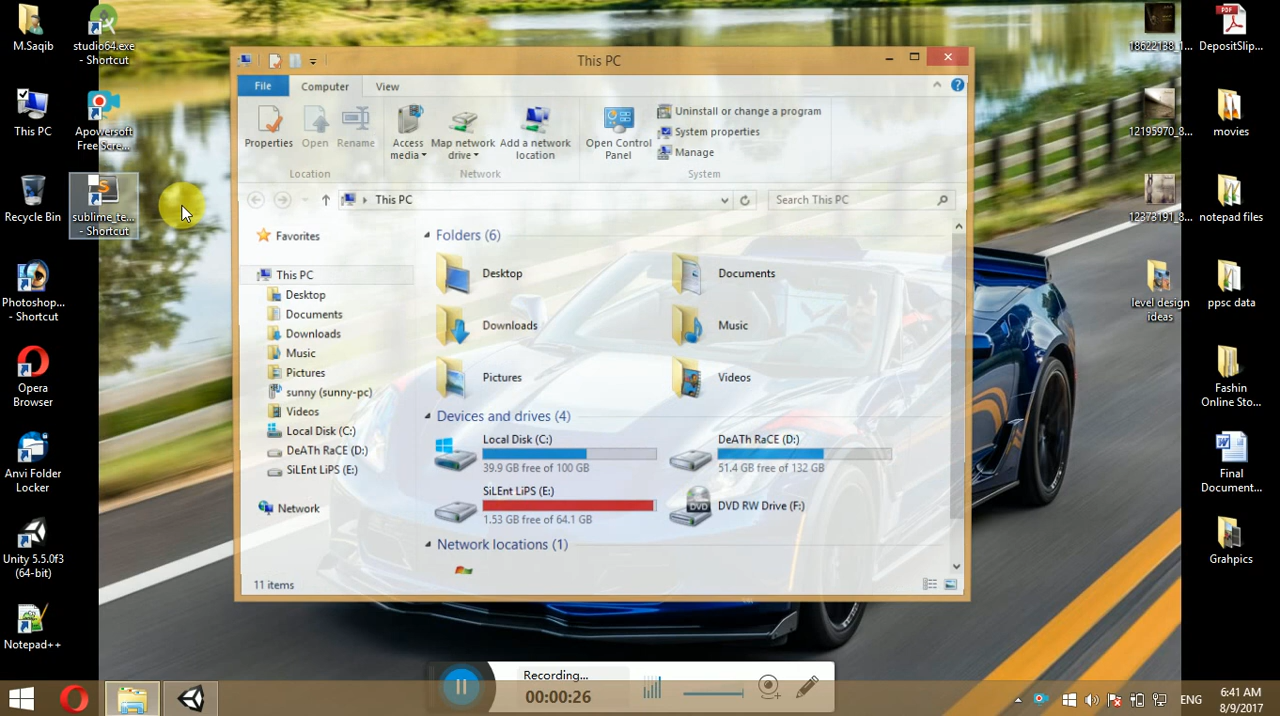 M.Saqib
studio64.exe
- Shortcut
This PC
Apowersoft
Free Scre...
Recycle Bin
sublime_te...
- Shortcut
Photoshop...
- Shortcut
Opera
Browser
Anvi Folder
Locker
Unity 5.5.0f3
(64-bit)
Notepad++
This PC
File
Computer
View
Properties
Open
Rename
Access
media
Map network
drive
Add a network
location
Open Control
Panel
Uninstall or change a program
System properties
Manage
Location
Network
System
This PC
Search This PC
Favorites
This PC
Desktop
Documents
Downloads
Music
Pictures
sunny (sunny-pc)
Videos
Local Disk (C:)
DeATh RaCE (D:)
SiLEnt LiPS (E:)
Network
Folders (6)
Desktop
Documents
Downloads
Music
Pictures
Videos
Devices and drives (4)
Local Disk (C:)
39.9 GB free of 100 GB
DeATh RaCE (D:)
51.4 GB free of 132 GB
SiLEnt LiPS (E:)
1.53 GB free of 64.1 GB
DVD RW Drive (F:)
Network locations (1)
11 items
18622138_1...
DepositSlip...
12195970_8...
movies
12373191_8...
notepad files
level design
ideas
ppsc data
Fashin
Online Sto...
Final
Document...
Grahpics
Recording...
00:00:26
ENG
6:41 AM
8/9/2017